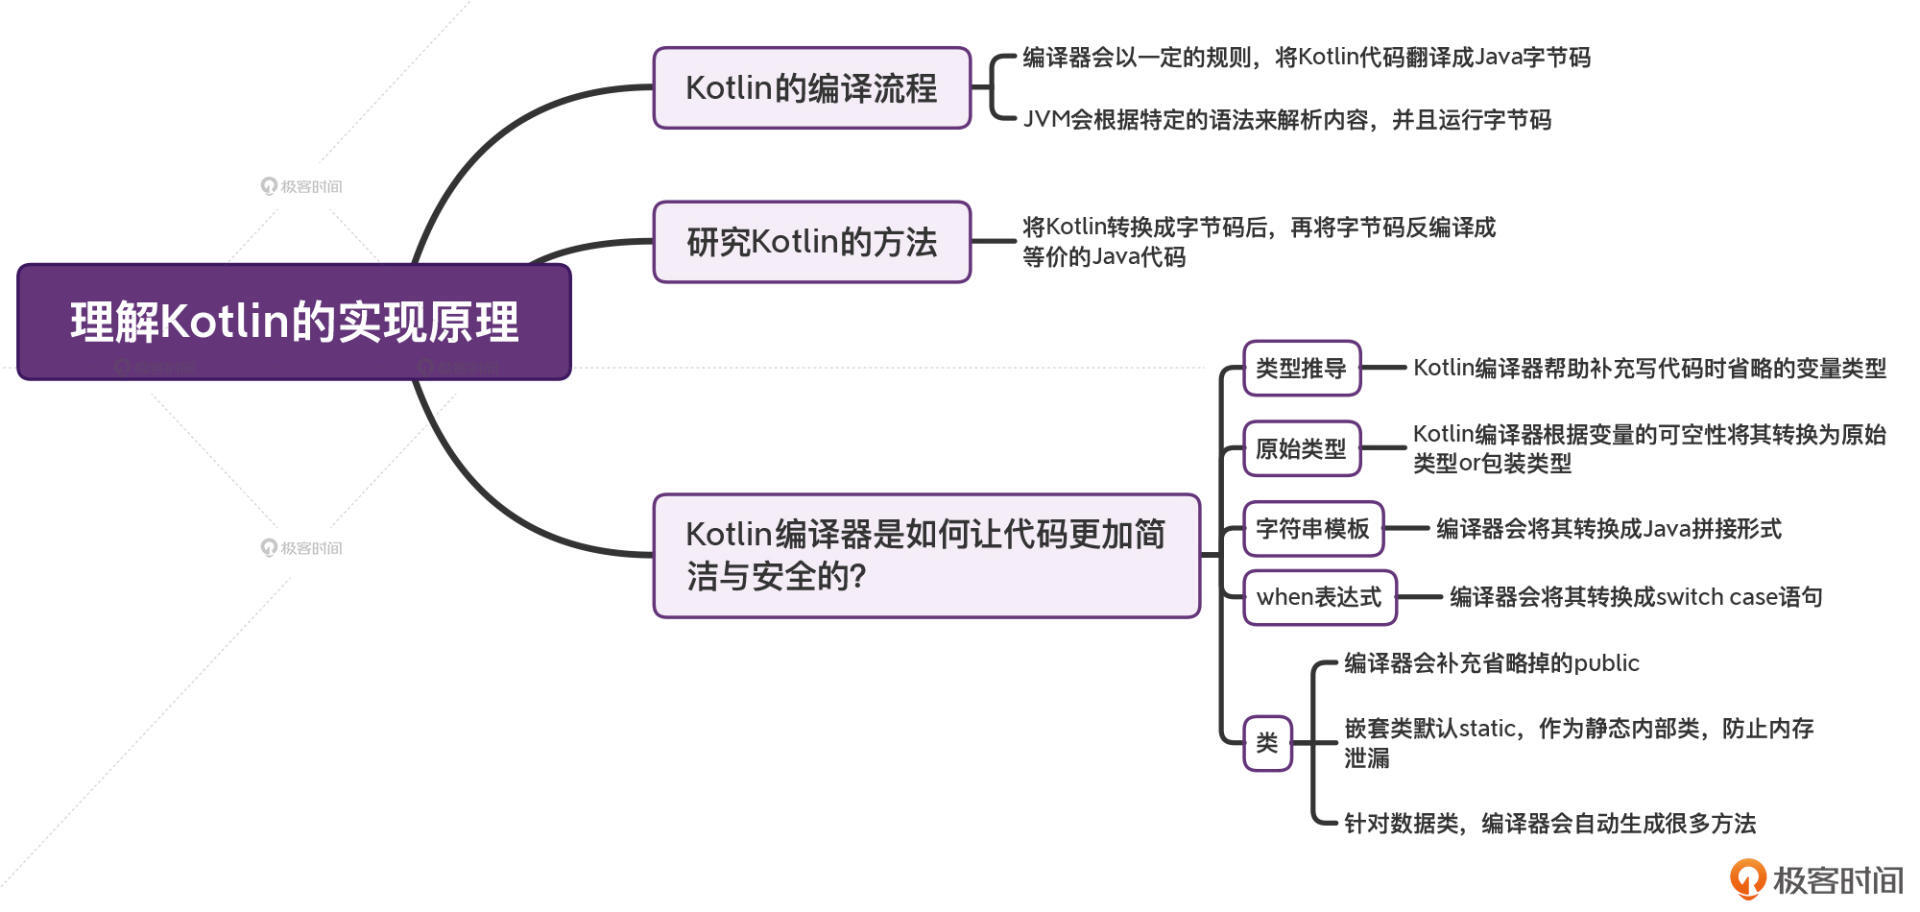 Kotlin的编译流程
编译器会以一定的规则，将Kotlin代码翻译成Java字节码
JVM会根据特定的语法来解析内容，并且运行字节码
极客时间
研究Kotlin的方法
将Kotlin转换成字节码后，再将字节码反编译成
等价的Java代码
理解Kotlin的实现原理
极客时间
极客时间
Kotlin编译器是如何让代码更加简
洁与安全的?
极客时间
类型推导
Kotlin编译器帮助补充写代码时省略的变量类型
原始类型
Kotlin编译器根据变量的可空性将其转换为原始
类型or包装类型
字符串模板
编译器会将其转换成Java拼接形式
when表达式
编译器会将其转换成switch case语句
类
编译器会补充省略掉的public
嵌套类默认static，作为静态内部类，防止内存
泄漏
针对数据类，编译器会自动生成很多方法
极客时间